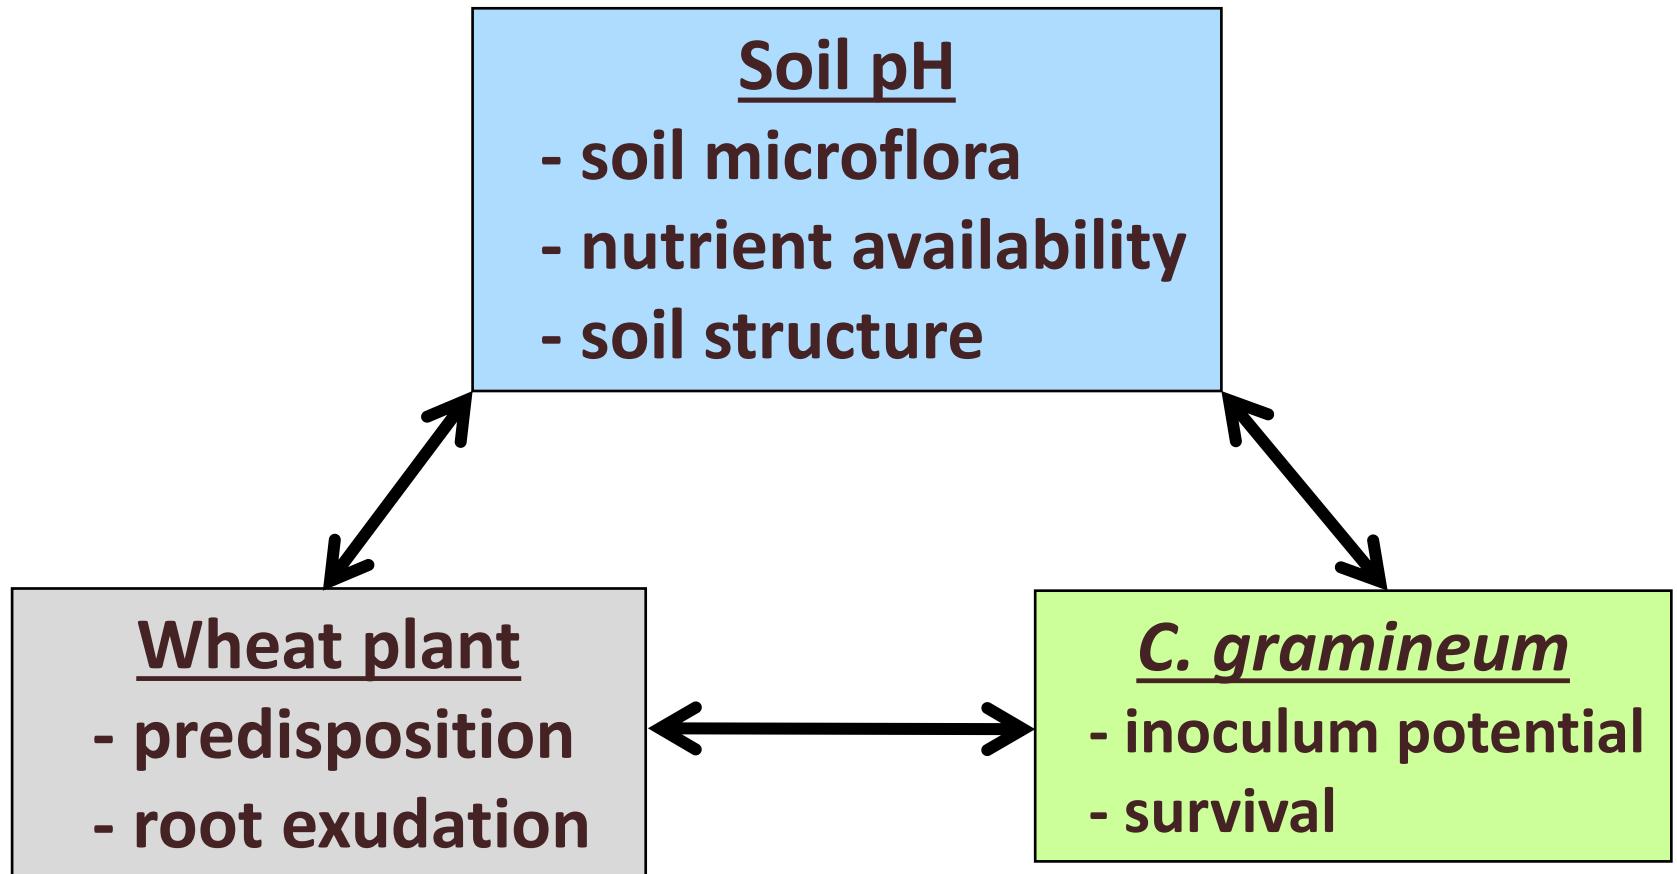 Soil pH
- soil microflora
- nutrient availability
- soil structure
Wheat plant
- predisposition
- root exudation
C. gramineum
- inoculum potential
- survival